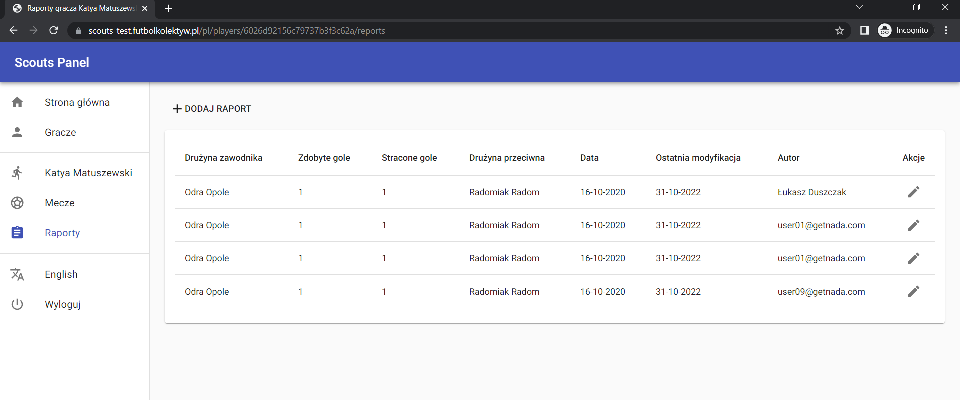 Raporty gracza Katya Matuszewsk
scouts-test.futbolkolektyw.pl/pl/players/6026d92156c79737b3f3c62a/reports
Incognito
Scouts Panel
Strona główna
Gracze
Katya Matuszewski
Mecze
Raporty
English
Wyloguj
DODAJ RAPORT
Drużyna zawodnika Zdobyte gole Stracone gole Drużyna przeciwna Data Ostatnia modyfikacja Autor Akcje
Odra Opole 1 1 Radomiak Radom 16-10-2020 31-10-2022 Łukasz Duszczak
Odra Opole 1 1 Radomiak Radom 16-10-2020 31-10-2022 user01@getnada.com
Odra Opole 1 1 Radomiak Radom 16-10-2020 31-10-2022 user01@getnada.com
Odra Opole 1 1 Radomiak Radom 16-10-2020 31-10-2022 user09@getnada.com